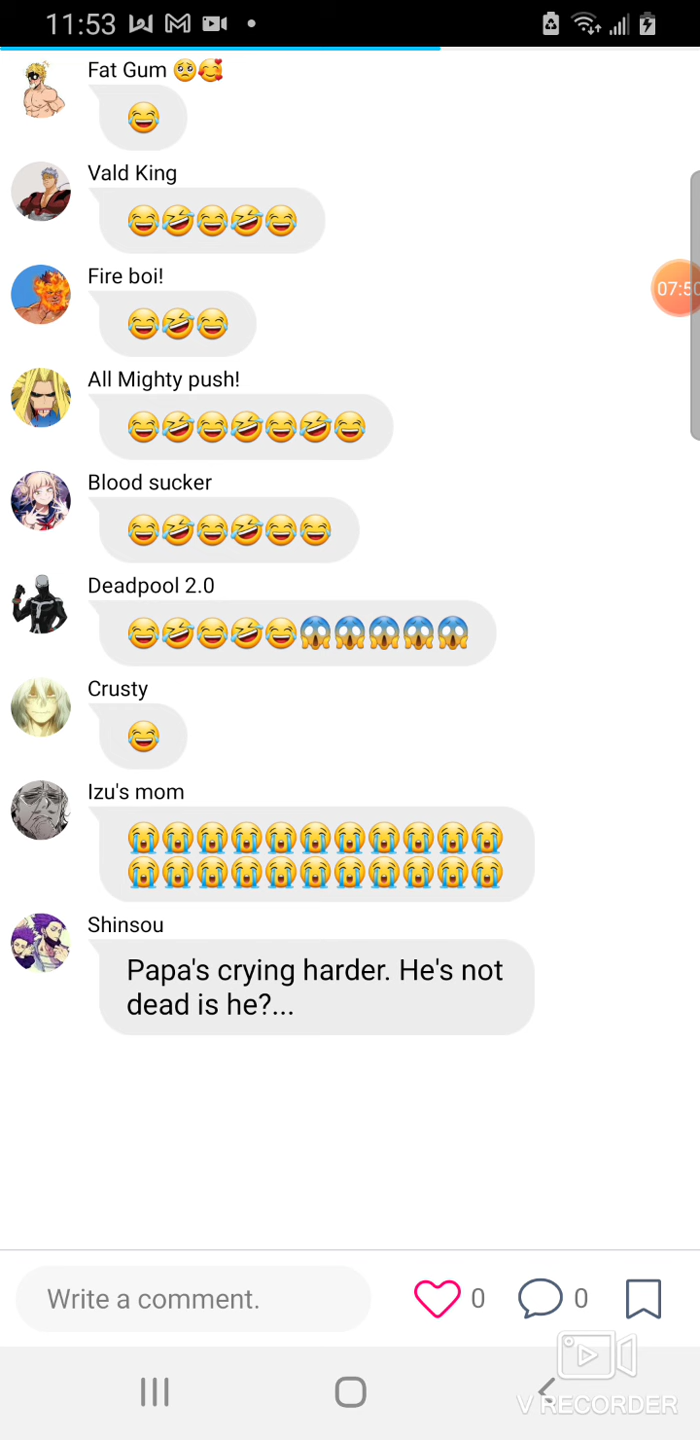 11:53
Fat Gum 🥺🥰
😂
Vald King
😂🤣😂🤣😂
Fire boi!
😂🤣😂
07:50
All Mighty push!
😂🤣😂🤣😂🤣😂
Blood sucker
😂🤣😂🤣😂😂
Deadpool 2.0
😂🤣😂🤣😂😱😱😱😱😱
Crusty
😂
Izu's mom
😭😭😭😭😭😭😭😭😭😭😭
😭😭😭😭😭😭😭😭😭😭😭
Shinsou
Papa's crying harder. He's not
dead is he?...
Write a comment. 0 0
V RECORDER